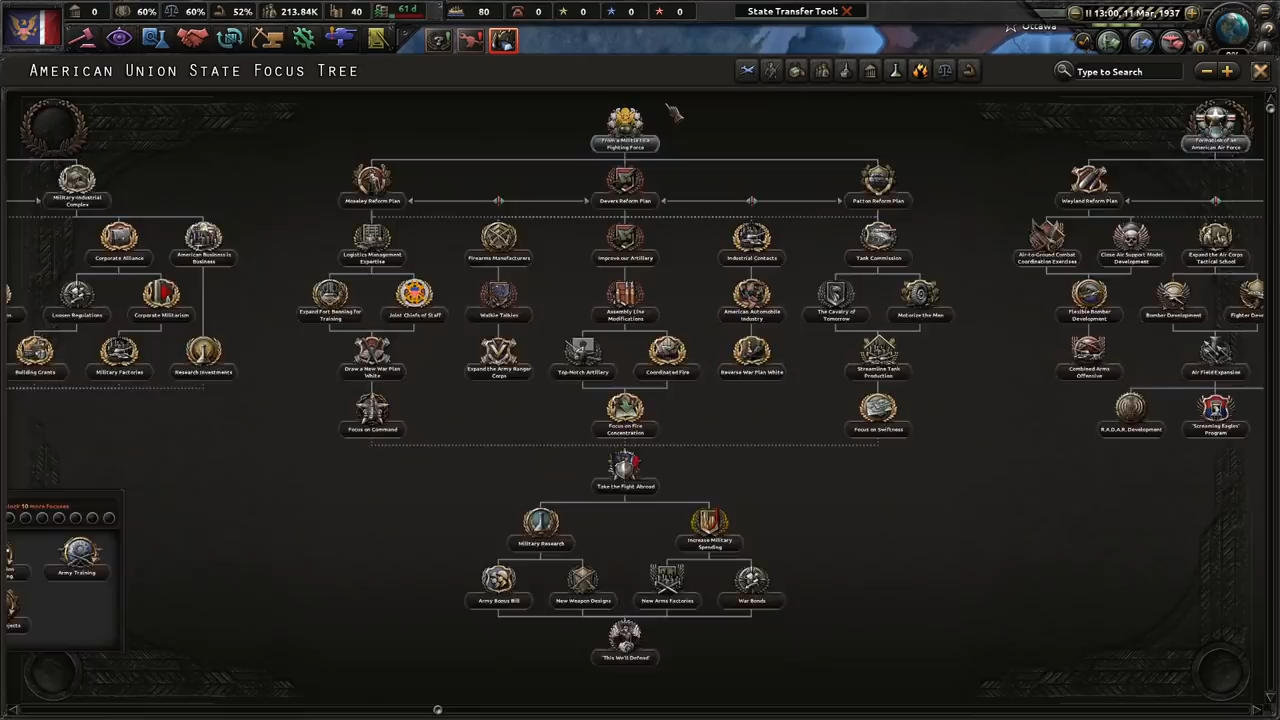 0 60% 60% 52% 213.84K 40 61 d 80 0 0 0 0 State Transfer Tool: 13:00, 11 Mar, 1937
Ottawa
American Union State Focus Tree
Type to Search
From a Militia to a Fighting Force
Formation of an American Air Force
Military-Industrial Complex
Moseley Reform Plan
Devers Reform Plan
Patton Reform Plan
Weyland Reform Plan
Corporate Alliance
American Business is Business
Logistics Management Expertise
Firearms Manufacturers
Improve our Artillery
Industrial Contacts
Tank Commission
Air-to-Ground Combat Coordination Exercises
Close Air Support Model Development
Expand the Air Corps Tactical School
Loosen Regulations
Corporate Militarism
Expand Fort Benning for Training
Joint Chiefs of Staff
Walkie Talkies
Assembly Line Modifications
American Automobile Industry
The Cavalry of Tomorrow
Motorize the Men
Flexible Bomber Development
Bomber Development
Fighter Deve
Building Grants
Military Factories
Research Investments
Draw a New War Plan White
Expand the Army Ranger Corps
Top-Notch Artillery
Coordinated Fire
Reverse War Plan White
Streamline Tank Production
Combined Arms Offensive
Air Field Expansion
Focus on Command
Focus on Fire Concentration
Focus on Swiftness
R.A.D.A.R. Development
'Screaming Eagles' Program
Take the Fight Abroad
lock 10 more Focuses
Military Research
Increase Military Spending
Army Training
Army Bonus Bill
New Weapon Designs
New Arms Factories
War Bonds
ojects
'This We'll Defend'